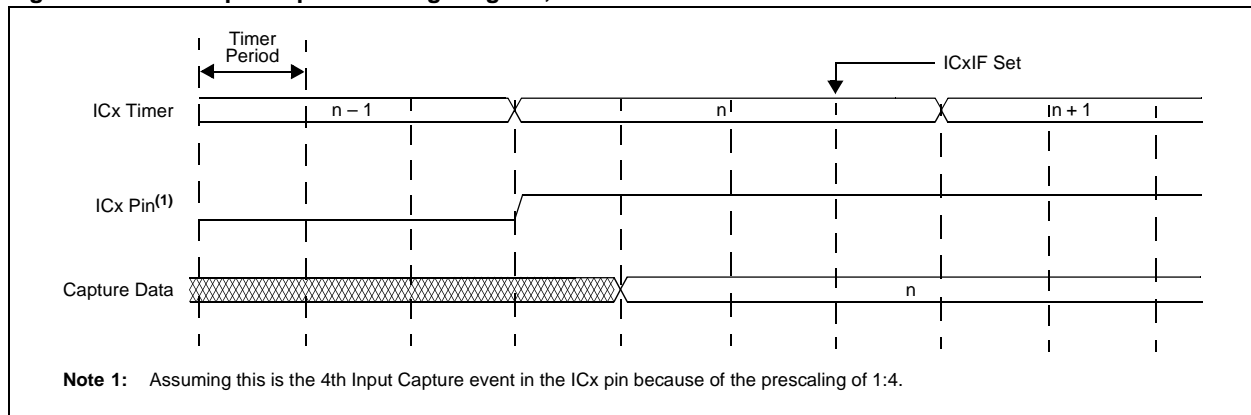 Timer
Period
ICxIF Set
ICx Timer
n – 1
n
n + 1
ICx Pin(1)
Capture Data
n
Note 1: Assuming this is the 4th Input Capture event in the ICx pin because of the prescaling of 1:4.